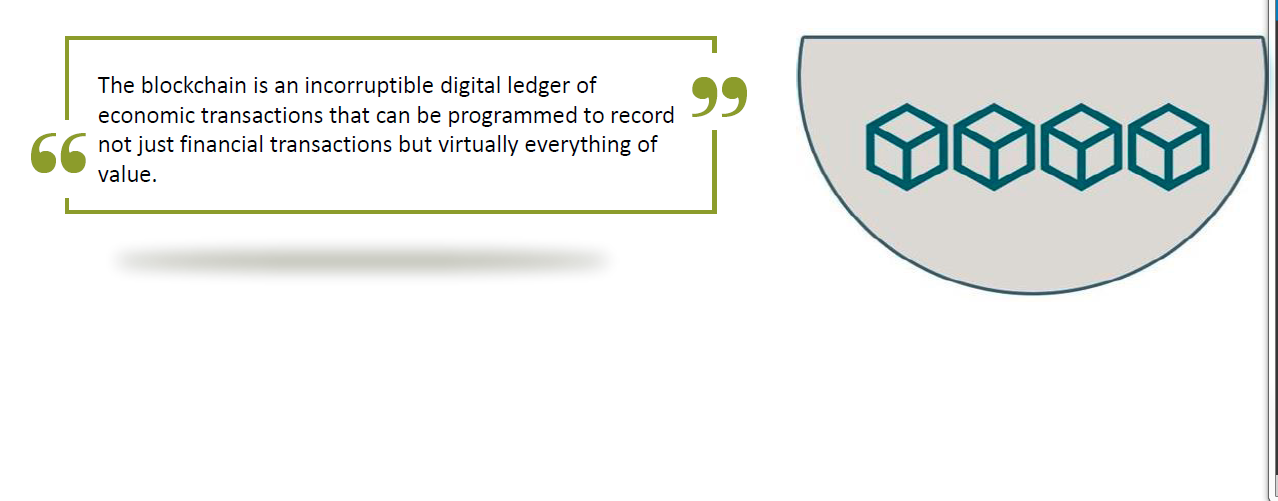 The blockchain is an incorruptible digital ledger of
economic transactions that can be programmed to record
not just financial transactions but virtually everything of
value.